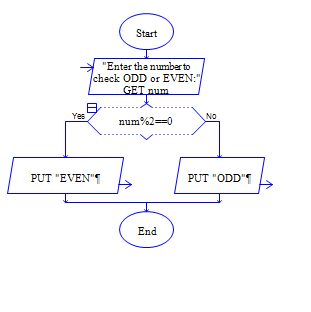 Start
"Enter the number to
check ODD or EVEN:"
GET num
Yes
num%2==0
No
PUT "EVEN"¶
PUT "ODD"¶
End